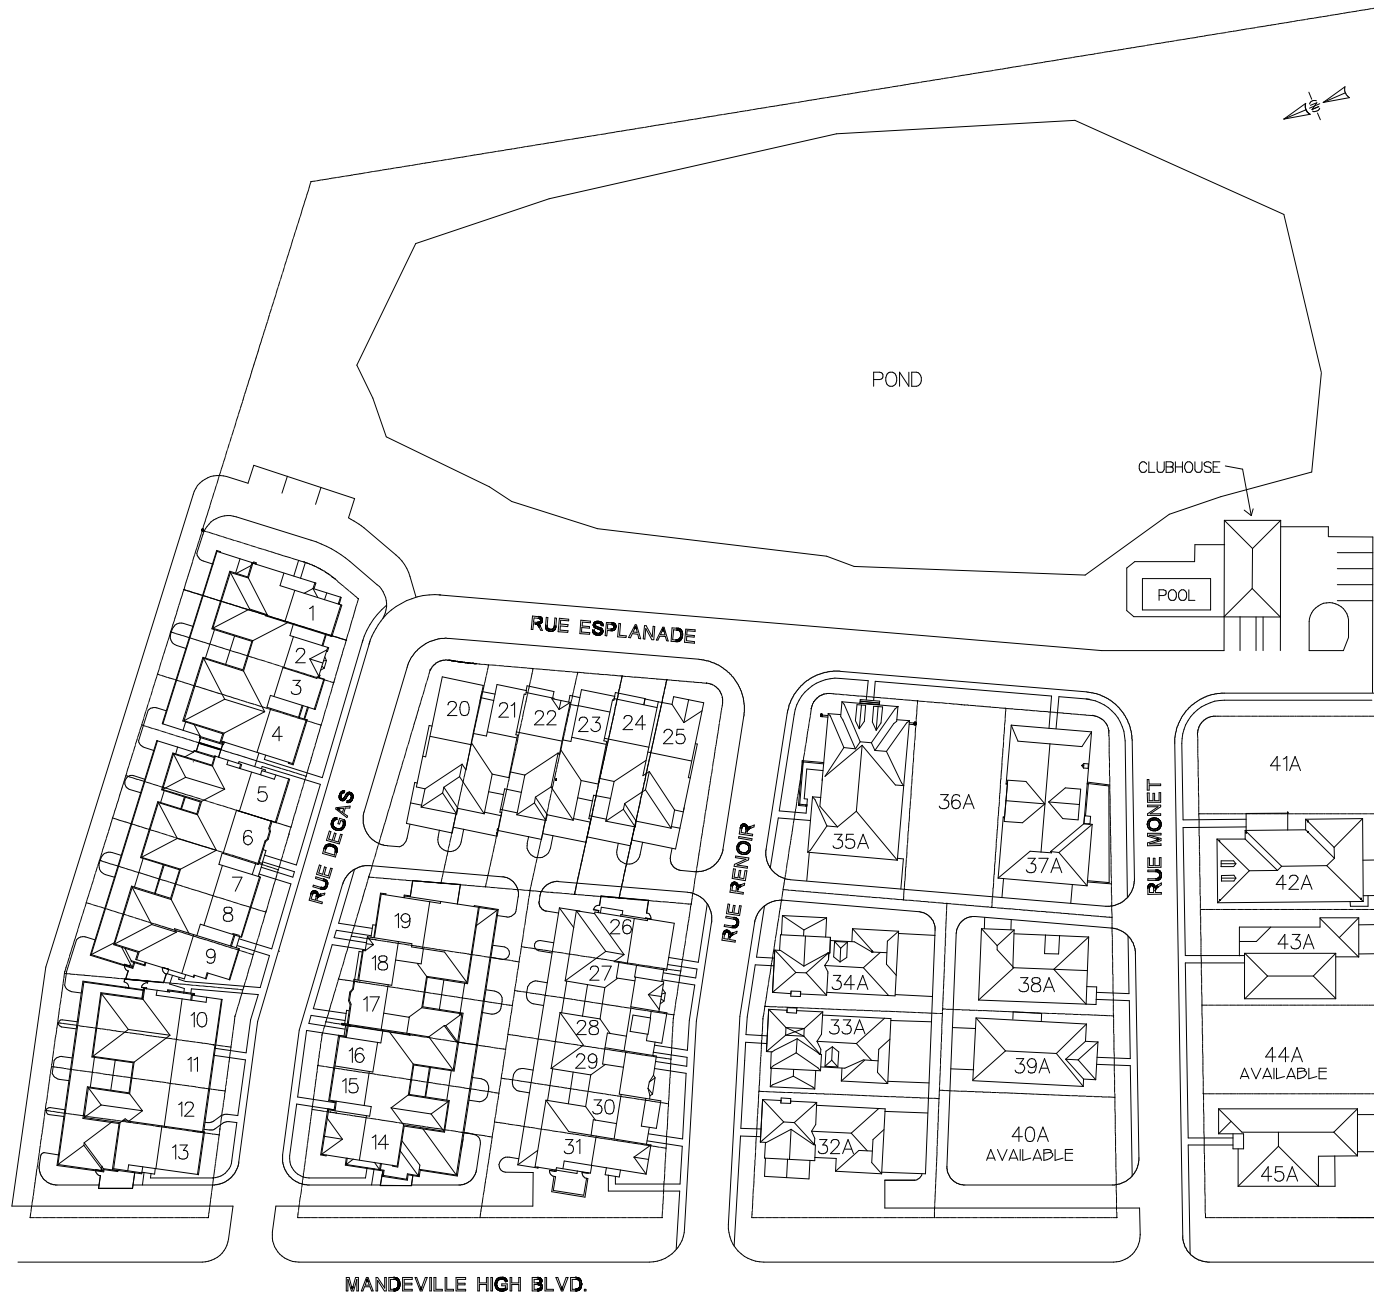 N
POND
CLUBHOUSE
POOL
RUE ESPLANADE
1
2
3
4
5
6
7
8
9
10
11
12
13
RUE DEGAS
20
21
22
23
24
25
19
18
17
16
15
14
26
27
28
29
30
31
RUE RENOIR
35A
36A
37A
34A
33A
32A
38A
39A
40A
AVAILABLE
RUE MONET
41A
42A
43A
44A
AVAILABLE
45A
MANDEVILLE HIGH BLVD.